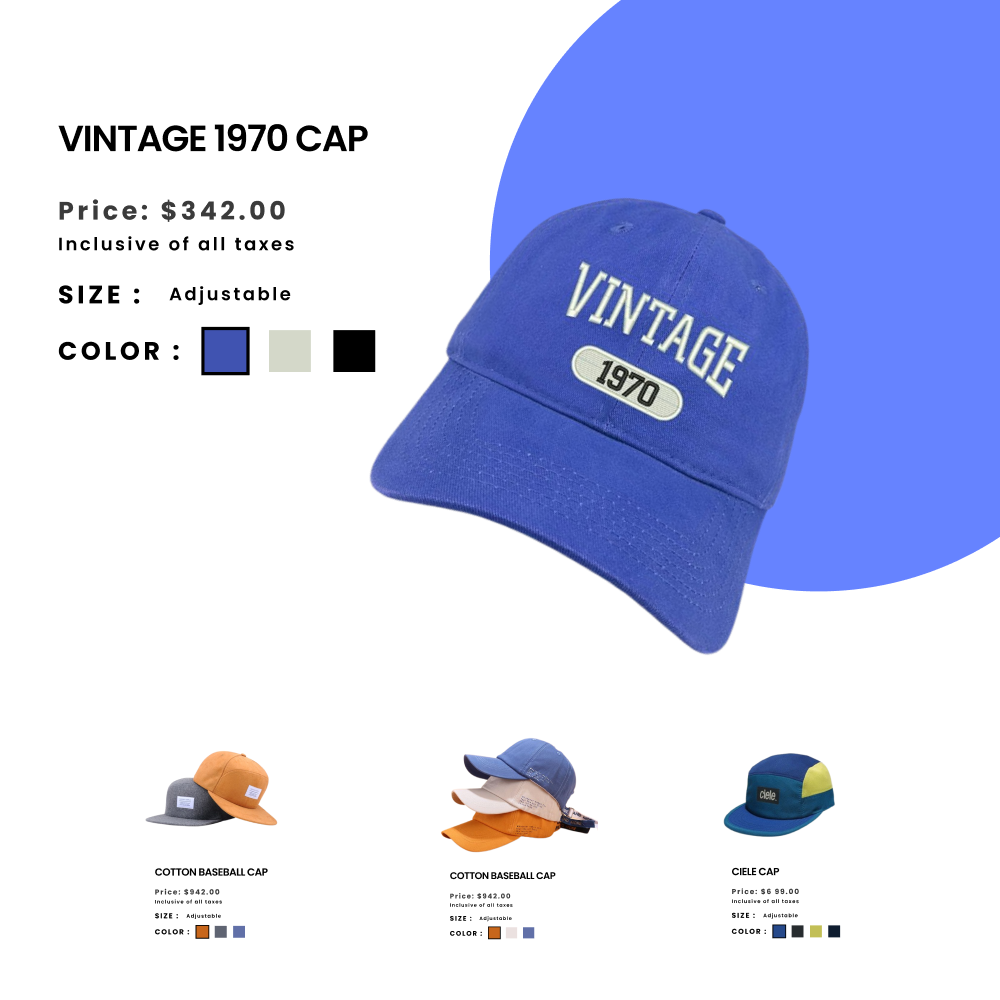 VINTAGE 1970 CAP
Price: $342.00
Inclusive of all taxes
SIZE : Adjustable
COLOR :
VINTAGE
1970
ciele
COTTON BASEBALL CAP
Price: $942.00
Inclusive of all taxes
SIZE : Adjustable
COLOR :
COTTON BASEBALL CAP
Price: $942.00
Inclusive of all taxes
SIZE : Adjustable
COLOR :
CIELE CAP
Price: $6 99.00
Inclusive of all taxes
SIZE : Adjustable
COLOR :